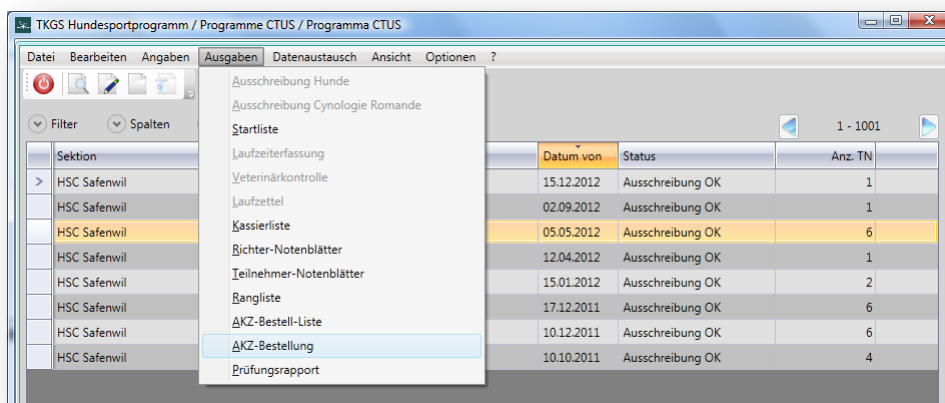 TKGS Hundesportprogramm / Programme CTUS / Programma CTUS
Datei Bearbeiten Angaben Ausgaben Datenaustausch Ansicht Optionen ?
Ausschreibung Hunde
Ausschreibung Cynologie Romande
Startliste
Laufzeiterfassung
Veterinärkontrolle
Laufzettel
Kassierliste
Richter-Notenblätter
Teilnehmer-Notenblätter
Rangliste
AKZ-Bestell-Liste
AKZ-Bestellung
Prüfungsrapport
Filter Spalten 1 - 1001
Sektion Datum von Status Anz. TN
HSC Safenwil 15.12.2012 Ausschreibung OK 1
HSC Safenwil 02.09.2012 Ausschreibung OK 1
HSC Safenwil 05.05.2012 Ausschreibung OK 6
HSC Safenwil 12.04.2012 Ausschreibung OK 1
HSC Safenwil 15.01.2012 Ausschreibung OK 2
HSC Safenwil 17.12.2011 Ausschreibung OK 6
HSC Safenwil 10.12.2011 Ausschreibung OK 6
HSC Safenwil 10.10.2011 Ausschreibung OK 4